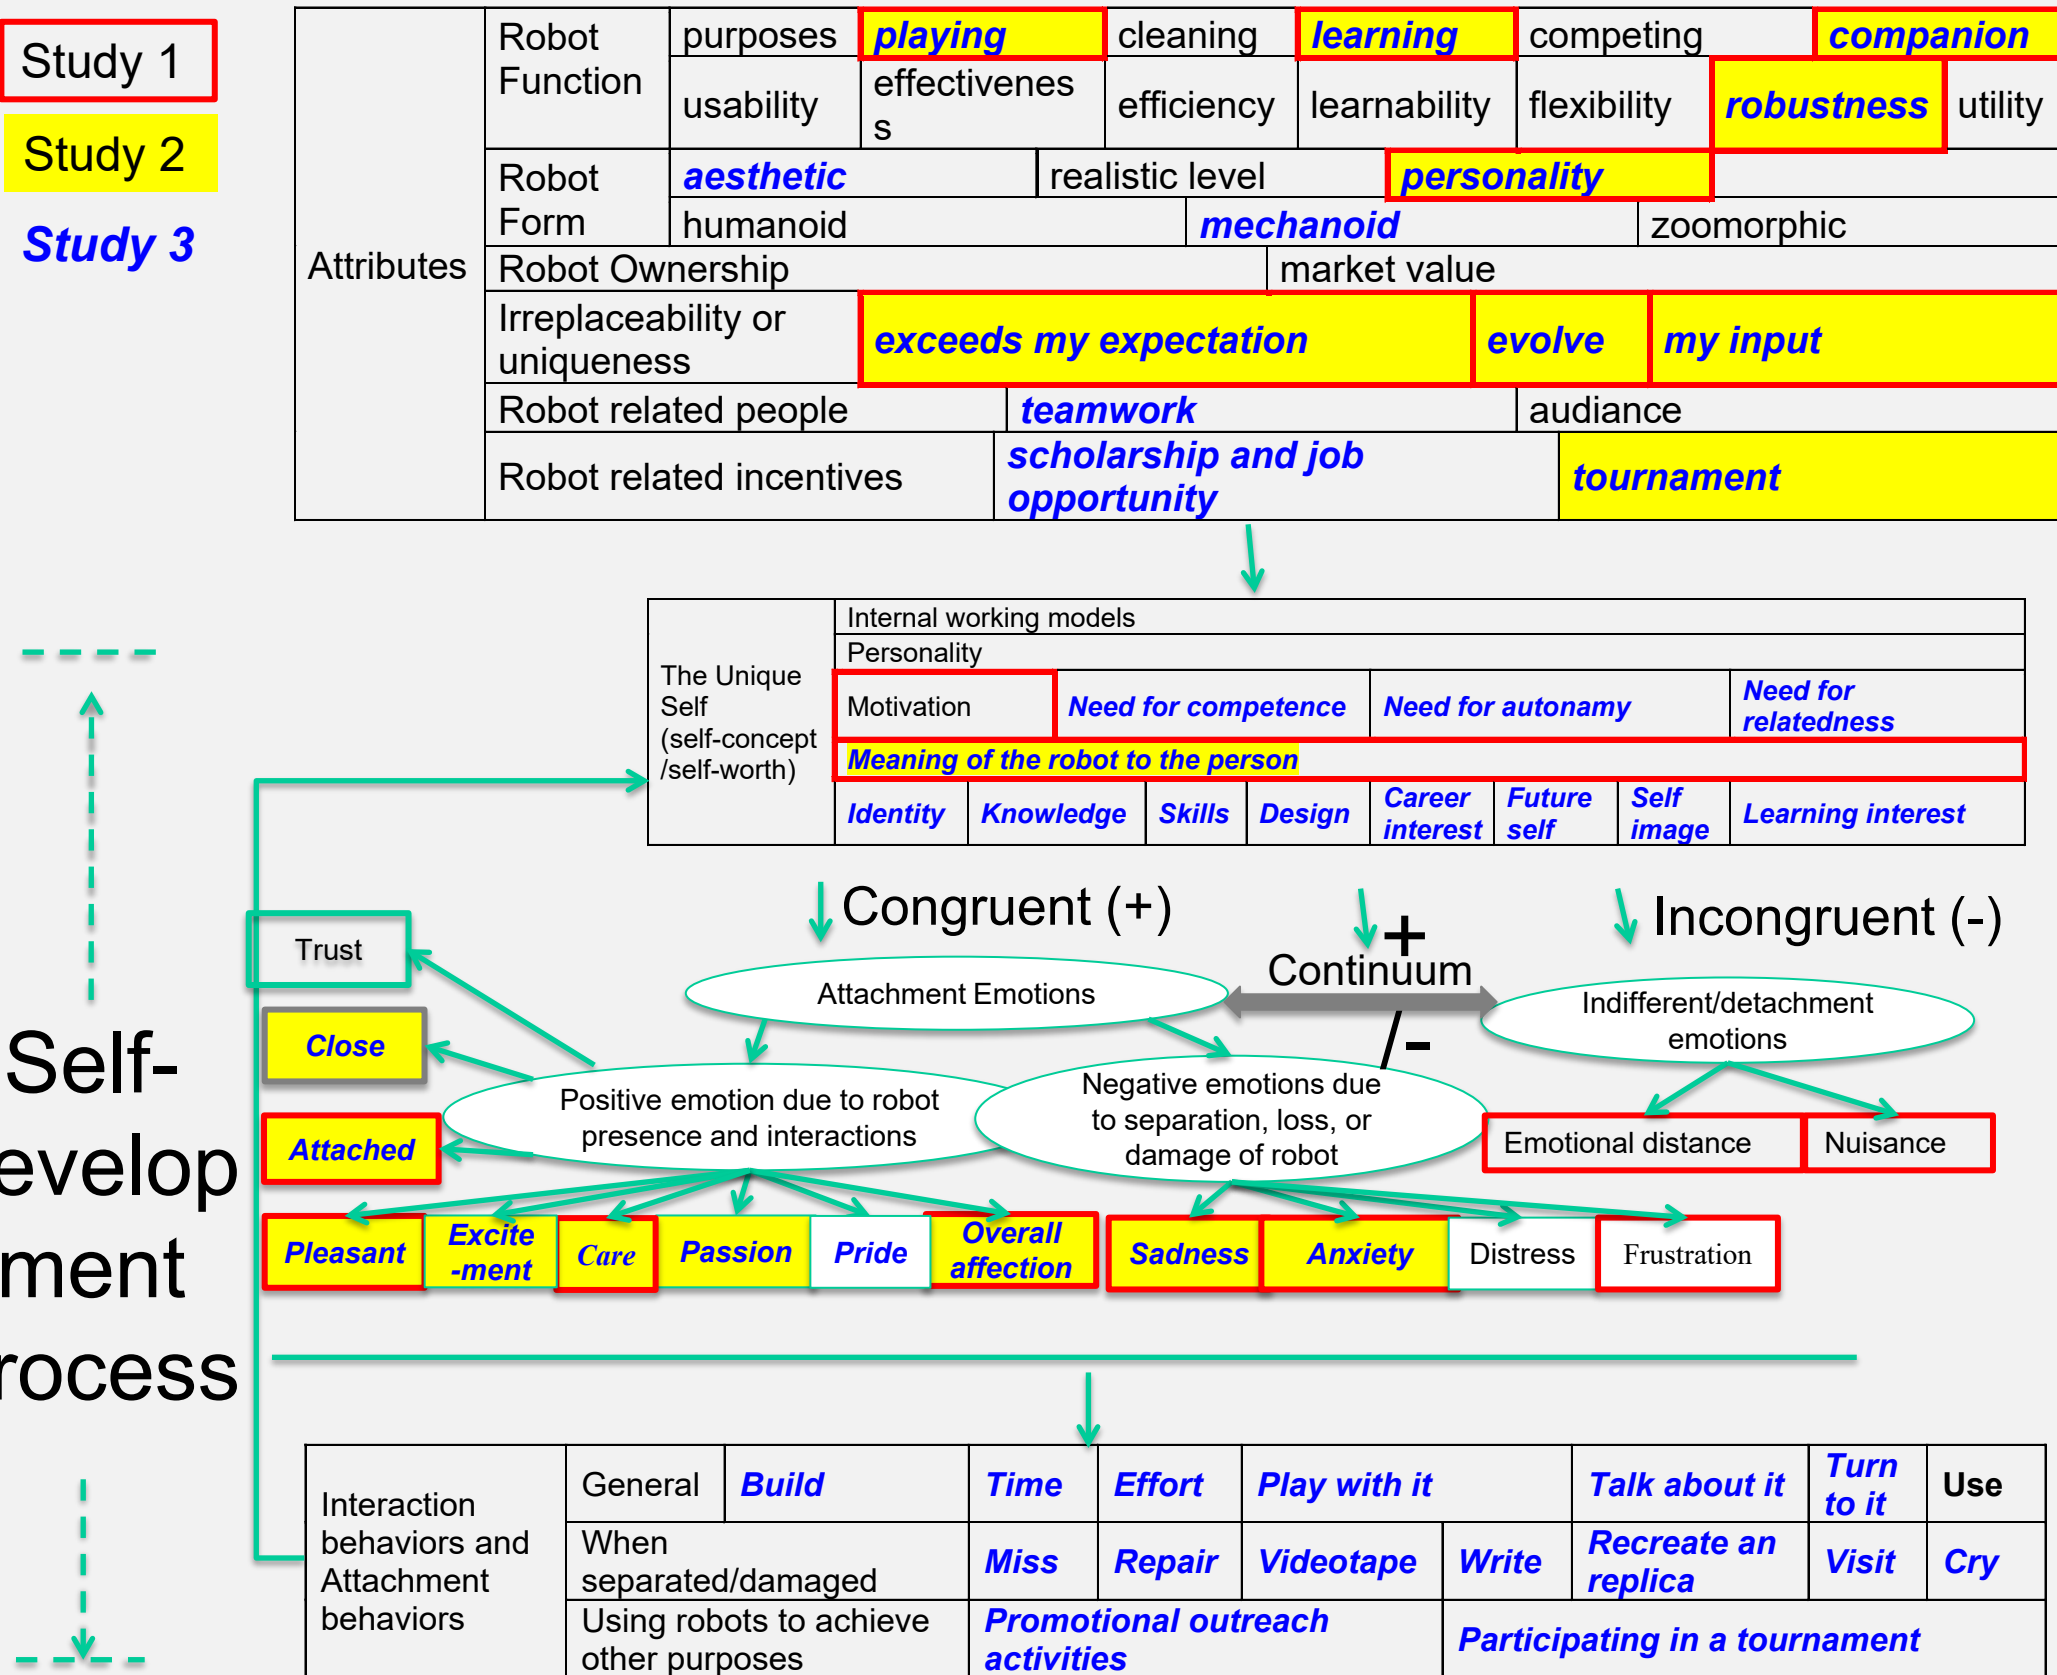 Study 1
Study 2
Study 3
Attributes
Robot
Function
purposes
playing
cleaning
learning
competing
companion
usability
effectivenes
s
efficiency
learnability
flexibility
robustness
utility
Robot
Form
aesthetic
realistic level
personality
humanoid
mechanoid
zoomorphic
Robot Ownership
market value
Irreplaceability or
uniqueness
exceeds my expectation
evolve
my input
Robot related people
teamwork
audiance
Robot related incentives
scholarship and job
opportunity
tournament
The Unique
Self
(self-concept
/self-worth)
Internal working models
Personality
Motivation
Need for competence
Need for autonamy
Need for
relatedness
Meaning of the robot to the person
Identity
Knowledge
Skills
Design
Career
interest
Future
self
Self
image
Learning interest
Congruent (+)
+
Continuum
/-
Incongruent (-)
Trust
Close
Attached
Attachment Emotions
Indifferent/detachment
emotions
Positive emotion due to robot
presence and interactions
Negative emotions due
to separation, loss, or
damage of robot
Emotional distance
Nuisance
Pleasant
Excite
-ment
Care
Passion
Pride
Overall
affection
Sadness
Anxiety
Distress
Frustration
Self-
evelop
ment
rocess
Interaction
behaviors and
Attachment
behaviors
General
Build
Time
Effort
Play with it
Talk about it
Turn
to it
Use
When
separated/damaged
Miss
Repair
Videotape
Write
Recreate an
replica
Visit
Cry
Using robots to achieve
other purposes
Promotional outreach
activities
Participating in a tournament